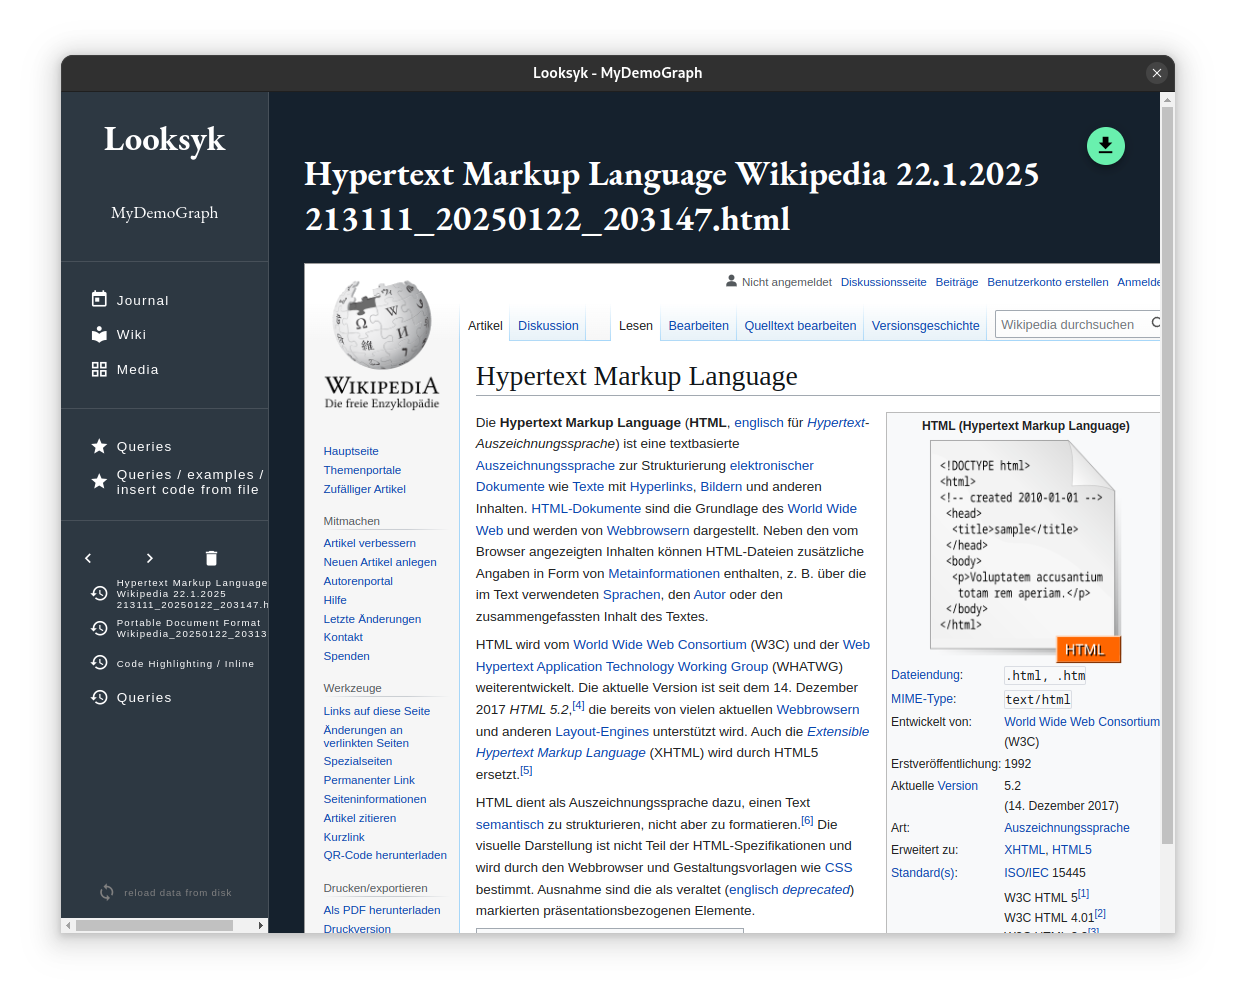 Looksyk - MyDemoGraph
Looksyk
MyDemoGraph
Journal
Wiki
Media
Queries
Queries / examples /
insert code from file
Hypertext Markup Language
Wikipedia 22.1.2025
213111_20250122_203147.h
Portable Document Format
Wikipedia_20250122_20313
Code Highlighting / Inline
Queries
reload data from disk
Hypertext Markup Language Wikipedia 22.1.2025
213111_20250122_203147.html
Nicht angemeldet Diskussionsseite Beiträge Benutzerkonto erstellen Anmelde
Artikel Diskussion Lesen Bearbeiten Quelltext bearbeiten Versionsgeschichte Wikipedia durchsuchen
Ω W И 維
WIKIPEDIA
Die freie Enzyklopädie
Hauptseite
Themenportale
Zufälliger Artikel
Mitmachen
Artikel verbessern
Neuen Artikel anlegen
Autorenportal
Hilfe
Letzte Änderungen
Kontakt
Spenden
Werkzeuge
Links auf diese Seite
Änderungen an
verlinkten Seiten
Spezialseiten
Permanenter Link
Seiteninformationen
Artikel zitieren
Kurzlink
QR-Code herunterladen
Drucken/exportieren
Als PDF herunterladen
Druckversion
Hypertext Markup Language
Die Hypertext Markup Language (HTML, englisch für Hypertext-
Auszeichnungssprache) ist eine textbasierte
Auszeichnungssprache zur Strukturierung elektronischer
Dokumente wie Texte mit Hyperlinks, Bildern und anderen
Inhalten. HTML-Dokumente sind die Grundlage des World Wide
Web und werden von Webbrowsern dargestellt. Neben den vom
Browser angezeigten Inhalten können HTML-Dateien zusätzliche
Angaben in Form von Metainformationen enthalten, z. B. über die
im Text verwendeten Sprachen, den Autor oder den
zusammengefassten Inhalt des Textes.
HTML wird vom World Wide Web Consortium (W3C) und der Web
Hypertext Application Technology Working Group (WHATWG)
weiterentwickelt. Die aktuelle Version ist seit dem 14. Dezember
2017 HTML 5.2,[4] die bereits von vielen aktuellen Webbrowsern
und anderen Layout-Engines unterstützt wird. Auch die Extensible
Hypertext Markup Language (XHTML) wird durch HTML5
ersetzt.[5]
HTML dient als Auszeichnungssprache dazu, einen Text
semantisch zu strukturieren, nicht aber zu formatieren.[6] Die
visuelle Darstellung ist nicht Teil der HTML-Spezifikationen und
wird durch den Webbrowser und Gestaltungsvorlagen wie CSS
bestimmt. Ausnahme sind die als veraltet (englisch deprecated)
markierten präsentationsbezogenen Elemente.
HTML (Hypertext Markup Language)
<!DOCTYPE html>
<html>
<!-- created 2010-01-01 -->
<head>
<title>sample</title>
</head>
<body>
<p>Voluptatem accusantium
totam rem aperiam.</p>
</body>
</html>
HTML
Dateiendung: .html, .htm
MIME-Type: text/html
Entwickelt von: World Wide Web Consortium
(W3C)
Erstveröffentlichung: 1992
Aktuelle Version 5.2
(14. Dezember 2017)
Art: Auszeichnungssprache
Erweitert zu: XHTML, HTML5
Standard(s): ISO/IEC 15445
W3C HTML 5[1]
W3C HTML 4.01[2]